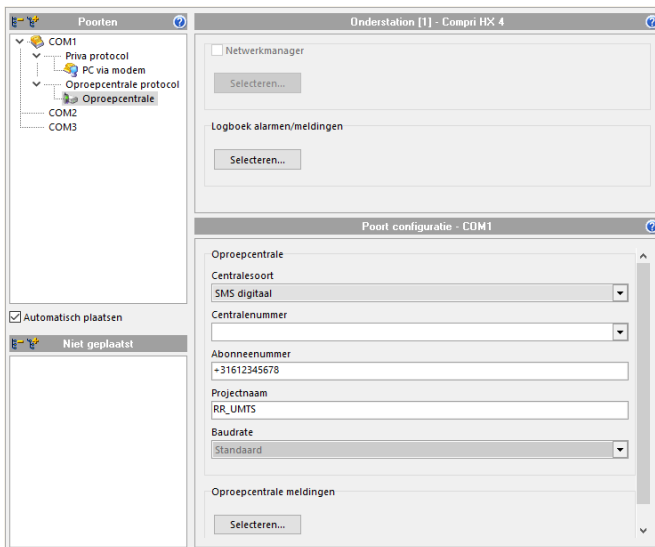 Poorten
COM1
Priva protocol
PC via modem
Oproepcentrale protocol
Oproepcentrale
COM2
COM3
Automatisch plaatsen
Niet geplaatst
Onderstation [1] - Compri HX 4
Netwerkmanager
Selecteren...
Logboek alarmen/meldingen
Selecteren...
Poort configuratie - COM1
Oproepcentrale
Centralesoort
SMS digitaal
Centralenummer
Abonneenummer
+31612345678
Projectnaam
RR_UMTS
Baudrate
Standaard
Oproepcentrale meldingen
Selecteren...